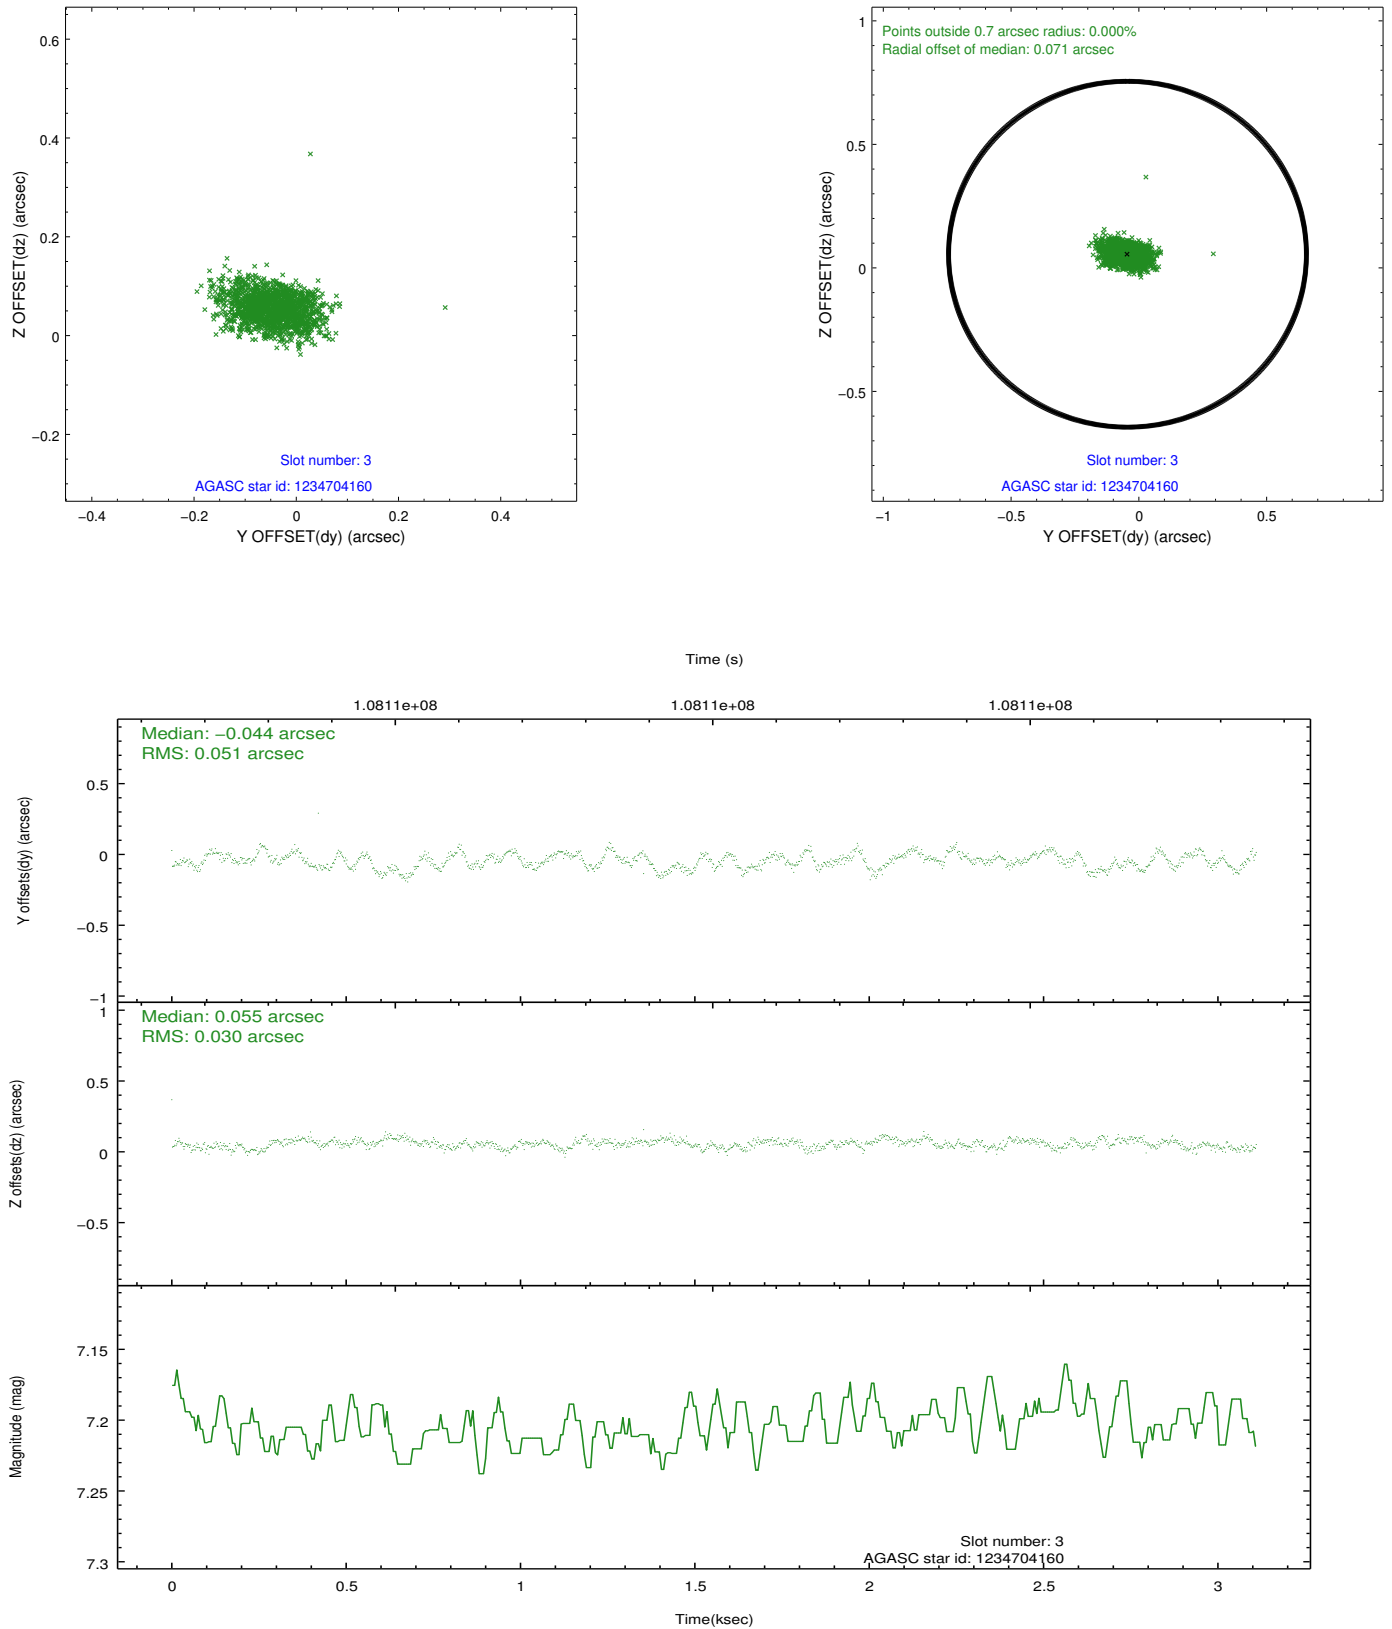 0.6
0.4
0.2
0
−0.2
Z OFFSET(dz) (arcsec)
Slot number: 3
AGASC star id: 1234704160
−0.4 −0.2 0 0.2 0.4
Y OFFSET(dy) (arcsec)
Points outside 0.7 arcsec radius: 0.000%
Radial offset of median: 0.071 arcsec
1
0.5
0
−0.5
Z OFFSET(dz) (arcsec)
Slot number: 3
AGASC star id: 1234704160
−1 −0.5 0 0.5
Y OFFSET(dy) (arcsec)
Time (s)
1.0811e+08 1.0811e+08 1.0811e+08
Median: −0.044 arcsec
RMS: 0.051 arcsec
0.5
0
−0.5
−1
Y offsets(dy) (arcsec)
Median: 0.055 arcsec
RMS: 0.030 arcsec
1
0.5
0
−0.5
Z offsets(dz) (arcsec)
7.15
7.2
7.25
7.3
Magnitude (mag)
Slot number: 3
AGASC star id: 1234704160
0 0.5 1 1.5 2 2.5 3
Time(ksec)